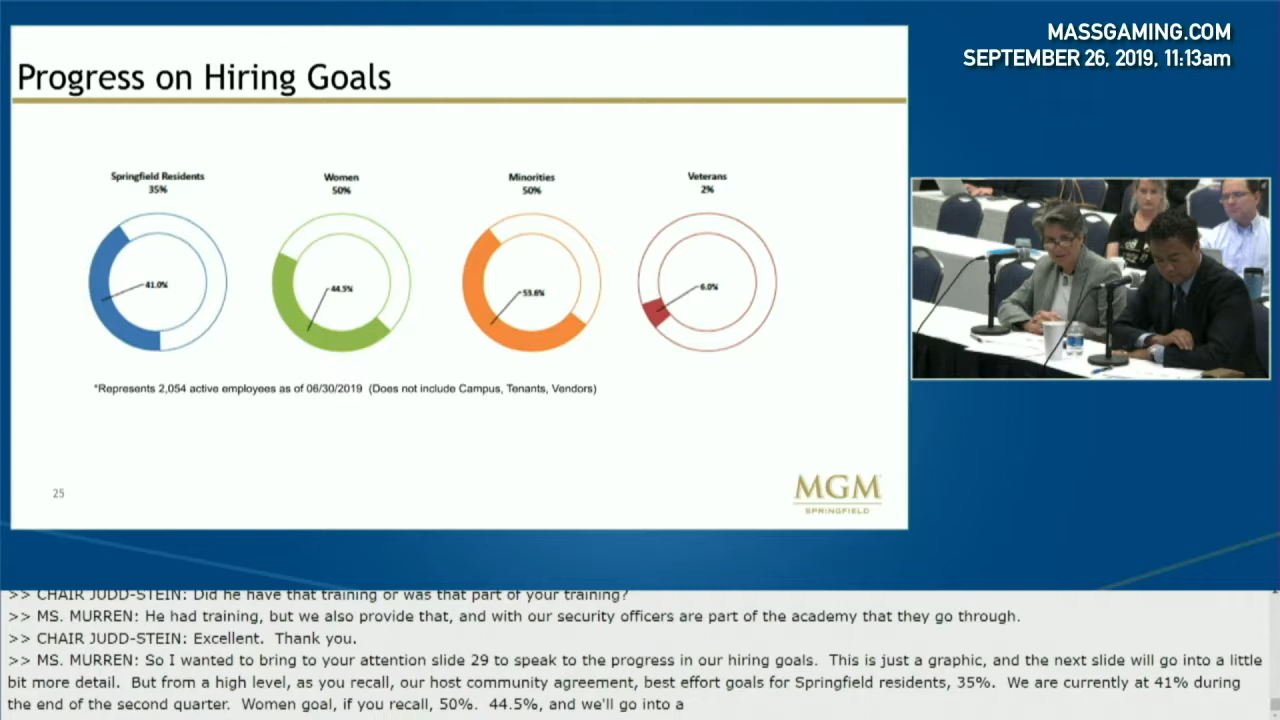 MASSGAMING.COM
SEPTEMBER 26, 2019, 11:13am
Progress on Hiring Goals
Springfield Residents
35%
Women
50%
Minorities
50%
Veterans
2%
41.0%
44.5%
53.6%
6.0%
*Represents 2,054 active employees as of 06/30/2019 (Does not include Campus, Tenants, Vendors)
25
MGM
SPRINGFIELD
>> CHAIR JUDD-STEIN: Did he have that training or was that part of your training?
>> MS. MURREN: He had training, but we also provide that, and with our security officers are part of the academy that they go through.
>> CHAIR JUDD-STEIN: Excellent. Thank you.
>> MS. MURREN: So I wanted to bring to your attention slide 29 to speak to the progress in our hiring goals. This is just a graphic, and the next slide will go into a little
bit more detail. But from a high level, as you recall, our host community agreement, best effort goals for Springfield residents, 35%. We are currently at 41% during
the end of the second quarter. Women goal, if you recall, 50%. 44.5%, and we'll go into a